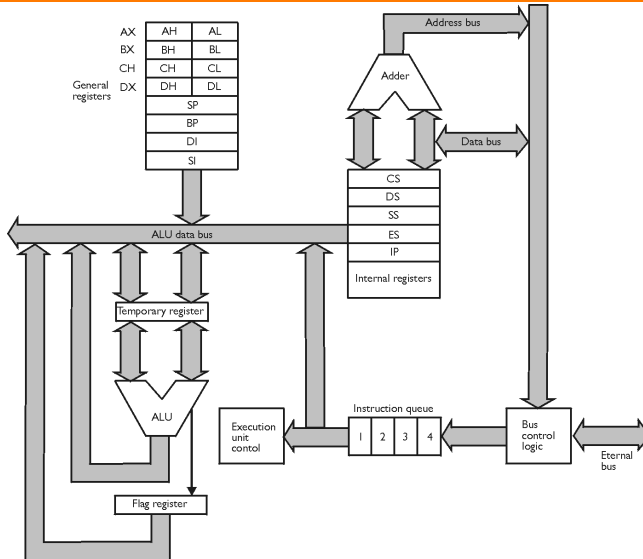 Address bus
AX AH AL
BX BH BL
CH CH CL
DX DH DL
General
registers
SP
BP
DI
SI
Adder
Data bus
CS
DS
SS
ES
IP
Internal registers
ALU data bus
Temporary register
ALU
Flag register
Execution
unit
contol
Instruction queue
1 2 3 4
Bus
control
logic
Eternal
bus